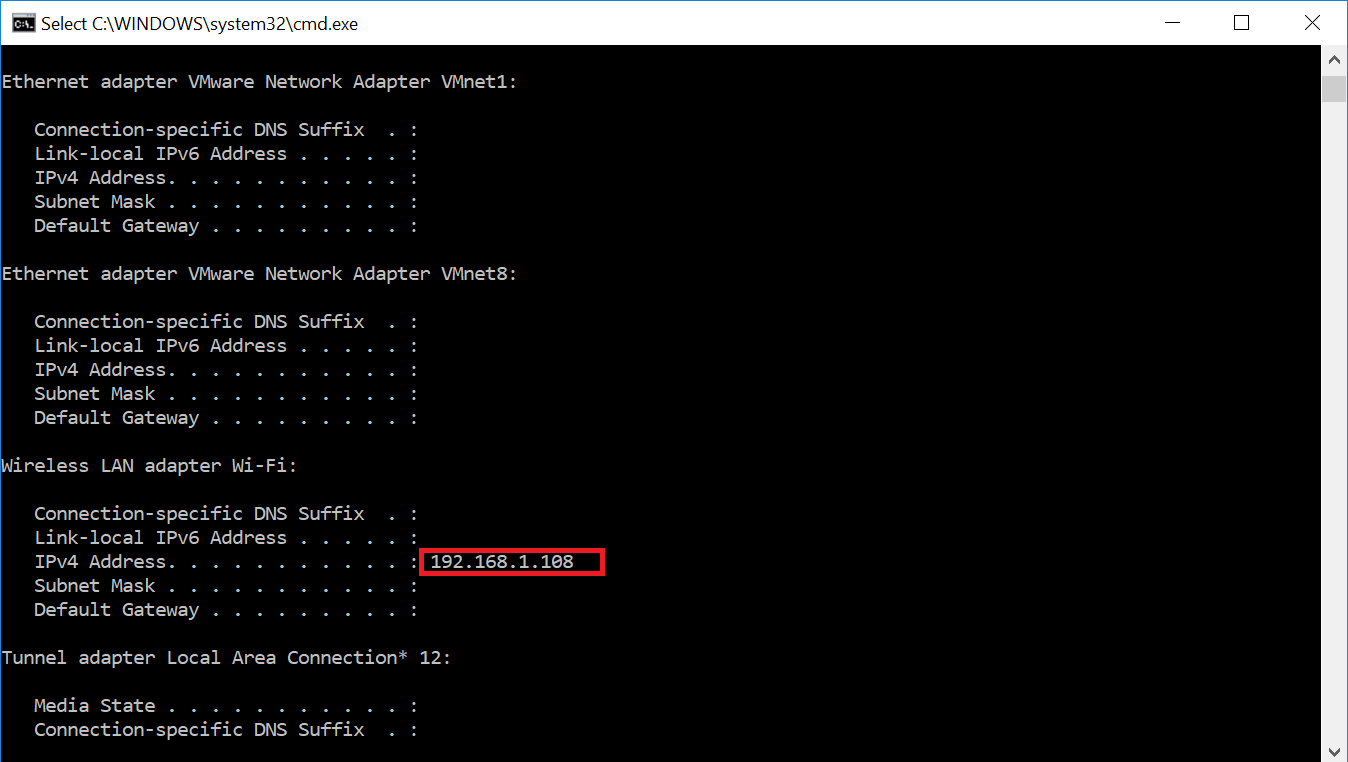 Select C:\WINDOWS\system32\cmd.exe
Ethernet adapter VMware Network Adapter VMnet1:
Connection-specific DNS Suffix  . :
Link-local IPv6 Address . . . . . :
IPv4 Address. . . . . . . . . . . :
Subnet Mask . . . . . . . . . . . :
Default Gateway . . . . . . . . . :
Ethernet adapter VMware Network Adapter VMnet8:
Connection-specific DNS Suffix  . :
Link-local IPv6 Address . . . . . :
IPv4 Address. . . . . . . . . . . :
Subnet Mask . . . . . . . . . . . :
Default Gateway . . . . . . . . . :
Wireless LAN adapter Wi-Fi:
Connection-specific DNS Suffix  . :
Link-local IPv6 Address . . . . . :
IPv4 Address. . . . . . . . . . . : 192.168.1.108
Subnet Mask . . . . . . . . . . . :
Default Gateway . . . . . . . . . :
Tunnel adapter Local Area Connection* 12:
Media State . . . . . . . . . . . :
Connection-specific DNS Suffix  . :